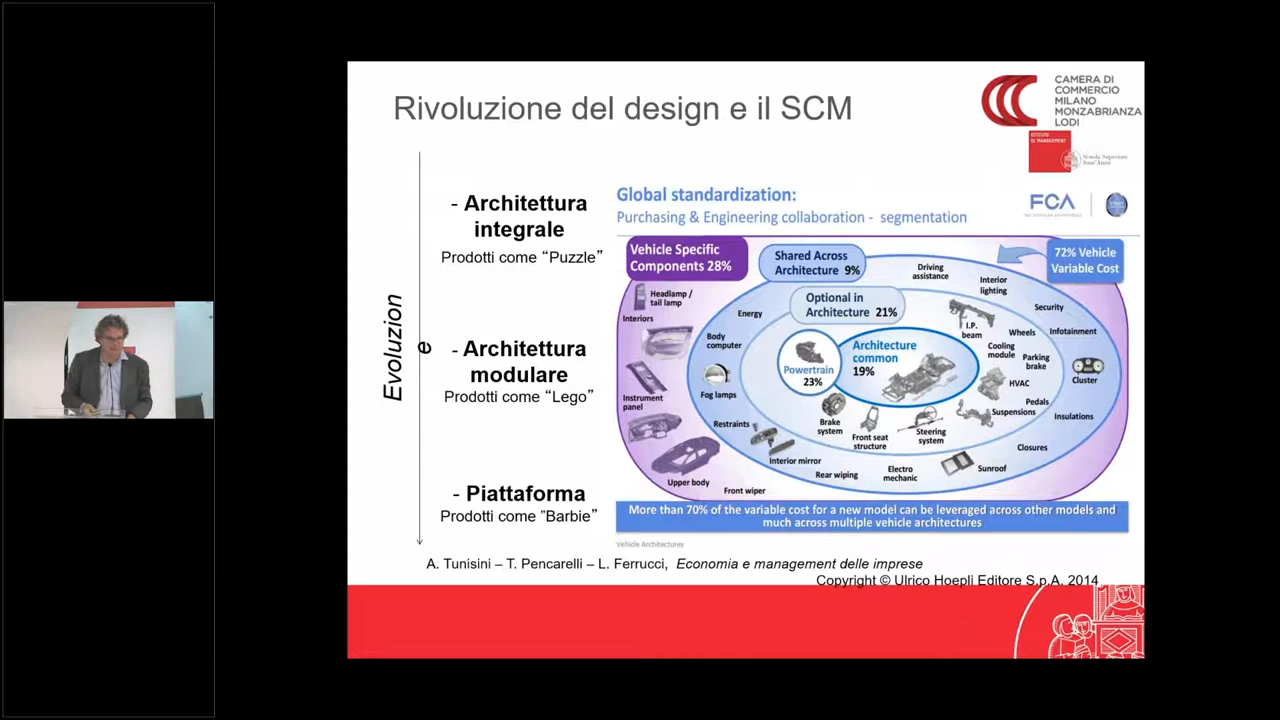 Rivoluzione del design e il SCM
CAMERA DI
COMMERCIO
MILANO
MONZABRIANZA
LODI
ISTITUTO
DI MANAGEMENT
Scuola Superiore
Sant'Anna
Evoluzion
e
- Architettura
integrale
Prodotti come “Puzzle”
- Architettura
modulare
Prodotti come “Lego”
- Piattaforma
Prodotti come ”Barbie”
Global standardization:
Purchasing & Engineering collaboration - segmentation
FCA
Vehicle Specific
Components 28%
Shared Across
Architecture 9%
72% Vehicle
Variable Cost
Optional in
Architecture 21%
Architecture
common
19%
Powertrain
23%
Headlamp /
tail lamp
Interiors
Instrument
panel
Upper body
Front wiper
Energy
Body
computer
Fog lamps
Restraints
Interior mirror
Rear wiping
Electro
mechanic
Sunroof
Closures
Insulations
Cluster
Infotainment
Security
Interior
lighting
Driving
assistance
I.P.
beam
Wheels
Cooling
module
Parking
brake
HVAC
Pedals
Suspensions
Brake
system
Front seat
structure
Steering
system
More than 70% of the variable cost for a new model can be leveraged across other models and
much across multiple vehicle architectures
Vehicle Architectures
A. Tunisini – T. Pencarelli – L. Ferrucci, Economia e management delle imprese
Copyright © Ulrico Hoepli Editore S.p.A. 2014